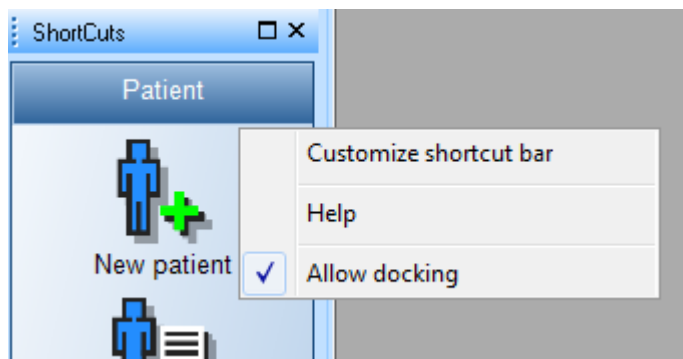 ShortCuts
Patient
Customize shortcut bar
Help
New patient
Allow docking